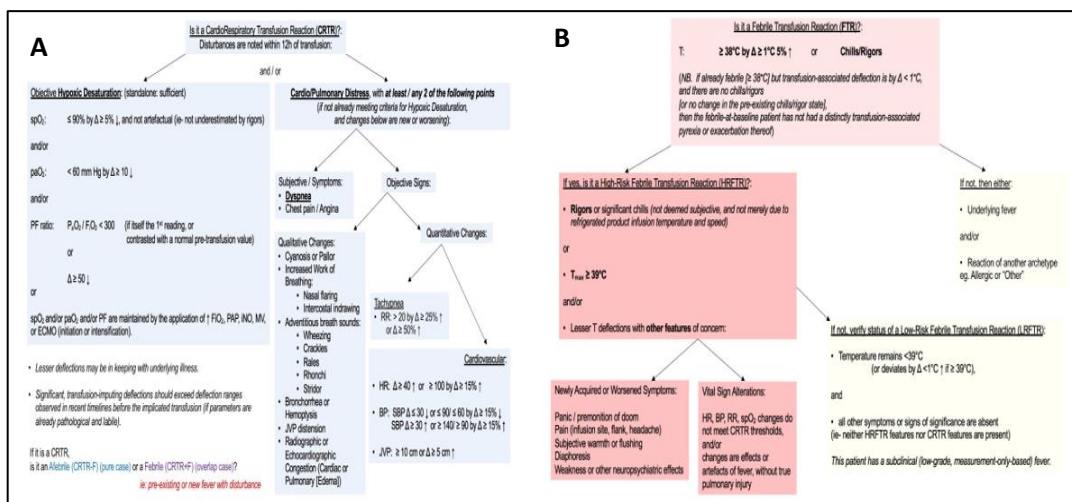 A
Is it a CardioRespiratory Transfusion Reaction (CRTR)?:
Disturbances are noted within 12h of transfusion:
and / or
Objective Hypoxic Desaturation: (standalone: sufficient)
spO₂: ≤ 90% by Δ ≥ 5% ↓, and not artefactual (ie- not underestimated by rigors)
and/or
paO₂: < 60 mm Hg by Δ ≥ 10 ↓
and/or
PF ratio: PₐO₂ / FᵢO₂ < 300 (if itself the 1st reading, or
contrasted with a normal pre-transfusion value)
or
Δ ≥ 50 ↓
or
spO₂ and/or paO₂ and/or PF are maintained by the application of ↑ FiO₂, PAP, iNO, MV,
or ECMO (initiation or intensification).
• Lesser deflections may be in keeping with underlying illness.
• Significant, transfusion-imputing deflections should exceed deflection ranges
observed in recent timelines before the implicated transfusion (if parameters are
already pathological and labile).
If it is a CRTR,
is it an Afebrile (CRTR-F) (pure case) or a Febrile (CRTR+F) (overlap case)?
ie: pre-existing or new fever with disturbance
Cardio/Pulmonary Distress, with at least / any 2 of the following points
(if not already meeting criteria for Hypoxic Desaturation,
and changes below are new or worsening):
Subjective / Symptoms:
• Dyspnea
• Chest pain / Angina
Objective Signs:
Qualitative Changes:
• Cyanosis or Pallor
• Increased Work of
Breathing:
• Nasal flaring
• Intercostal indrawing
• Adventitious breath sounds:
• Wheezing
• Crackles
• Rales
• Rhonchi
• Stridor
• Bronchorrhea or
Hemoptysis
• JVP distension
• Radiographic or
Echocardiographic
Congestion (Cardiac or
Pulmonary [Edema])
Quantitative Changes:
Tachypnea
• RR: > 20 by Δ ≥ 25% ↑
or Δ ≥ 50% ↑
Cardiovascular:
• HR: Δ ≥ 40 ↑ or ≥ 100 by Δ ≥ 15% ↑
• BP: SBP Δ ≤ 30 ↓ or ≤ 90/ ≤ 60 by Δ ≥ 15% ↓
SBP Δ ≥ 30 ↑ or ≥ 140/ ≥ 90 by Δ ≥ 15% ↑
• JVP: ≥ 10 cm or Δ ≥ 5 cm ↑
B
Is it a Febrile Transfusion Reaction (FTR)?:
T: ≥ 38°C by Δ ≥ 1°C 5% ↑ or Chills/Rigors
(NB. if already febrile [≥ 38°C] but transfusion-associated deflection is by Δ < 1°C,
and there are no chills/rigors
[or no change in the pre-existing chills/rigor state],
then the febrile-at-baseline patient has not had a distinctly transfusion-associated
pyrexia or exacerbation thereof)
If yes, is it a High-Risk Febrile Transfusion Reaction (HRFTR)?:
• Rigors or significant chills (not deemed subjective, and not merely due to
refrigerated product infusion temperature and speed)
or
• Tmax ≥ 39°C
and/or
• Lesser T deflections with other features of concern:
Newly Acquired or Worsened Symptoms:
Panic / premonition of doom
Pain (infusion site, flank, headache)
Subjective warmth or flushing
Diaphoresis
Weakness or other neuropsychiatric effects
Vital Sign Alterations:
HR, BP, RR, spO₂ changes do
not meet CRTR thresholds,
and/or
changes are effects or
artefacts of fever, without true
pulmonary injury
If not, then either:
• Underlying fever
and/or
• Reaction of another archetype
eg. Allergic or "Other"
If not, verify status of a Low-Risk Febrile Transfusion Reaction (LRFTR):
• Temperature remains <39°C
(or deviates by Δ <1°C ↑ if ≥ 39°C),
and
• all other symptoms or signs of significance are absent
(ie- neither HRFTR features nor CRTR features are present)
This patient has a subclinical (low-grade, measurement-only-based) fever.